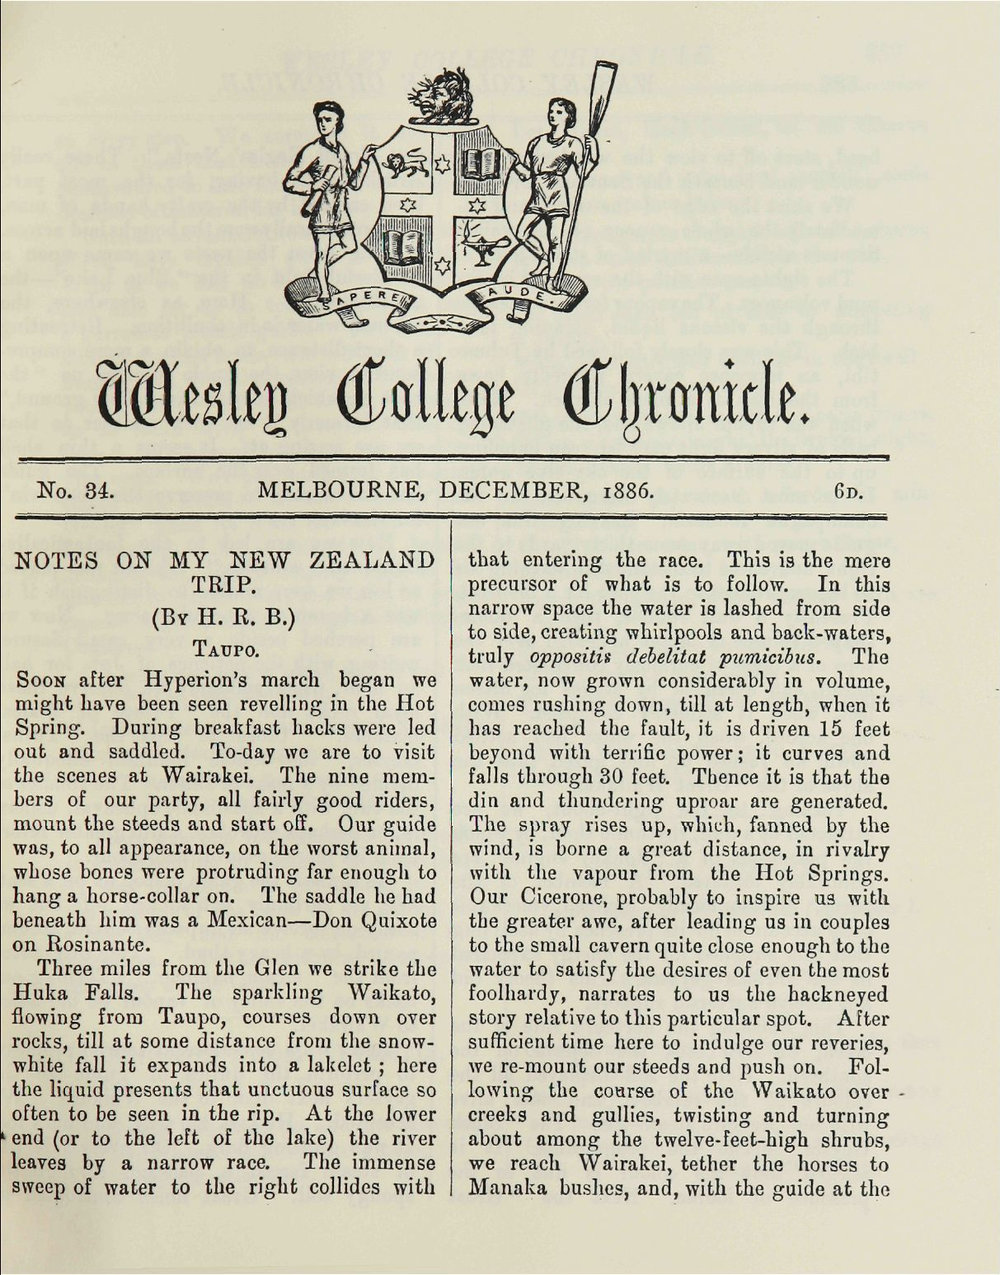 SAPERE AUDE.
Wesley College Chronicle.
No. 34. MELBOURNE, DECEMBER, 1886. 6D.
NOTES ON MY NEW ZEALAND
TRIP.
(By H. R. B.)
TAUPO.
SOON after Hyperion's march began we
might have been seen revelling in the Hot
Spring. During breakfast hacks were led
out and saddled. To-day we are to visit
the scenes at Wairakei. The nine mem-
bers of our party, all fairly good riders,
mount the steeds and start off. Our guide
was, to all appearance, on the worst animal,
whose bones were protruding far enough to
hang a horse-collar on. The saddle he had
beneath him was a Mexican—Don Quixote
on Rosinante.
Three miles from the Glen we strike the
Huka Falls. The sparkling Waikato,
flowing from Taupo, courses down over
rocks, till at some distance from the snow-
white fall it expands into a lakelet; here
the liquid presents that unctuous surface so
often to be seen in the rip. At the lower
end (or to the left of the lake) the river
leaves by a narrow race. The immense
sweep of water to the right collides with
that entering the race. This is the mere
precursor of what is to follow. In this
narrow space the water is lashed from side
to side, creating whirlpools and back-waters,
truly oppositis debelitat pumicibus. The
water, now grown considerably in volume,
comes rushing down, till at length, when it
has reached the fault, it is driven 15 feet
beyond with terrific power; it curves and
falls through 30 feet. Thence it is that the
din and thundering uproar are generated.
The spray rises up, which, fanned by the
wind, is borne a great distance, in rivalry
with the vapour from the Hot Springs.
Our Cicerone, probably to inspire us with
the greater awe, after leading us in couples
to the small cavern quite close enough to the
water to satisfy the desires of even the most
foolhardy, narrates to us the hackneyed
story relative to this particular spot. After
sufficient time here to indulge our reveries,
we re-mount our steeds and push on. Fol-
lowing the course of the Waikato over
creeks and gullies, twisting and turning
about among the twelve-feet-high shrubs,
we reach Wairakei, tether the horses to
Manaka bushes, and, with the guide at the